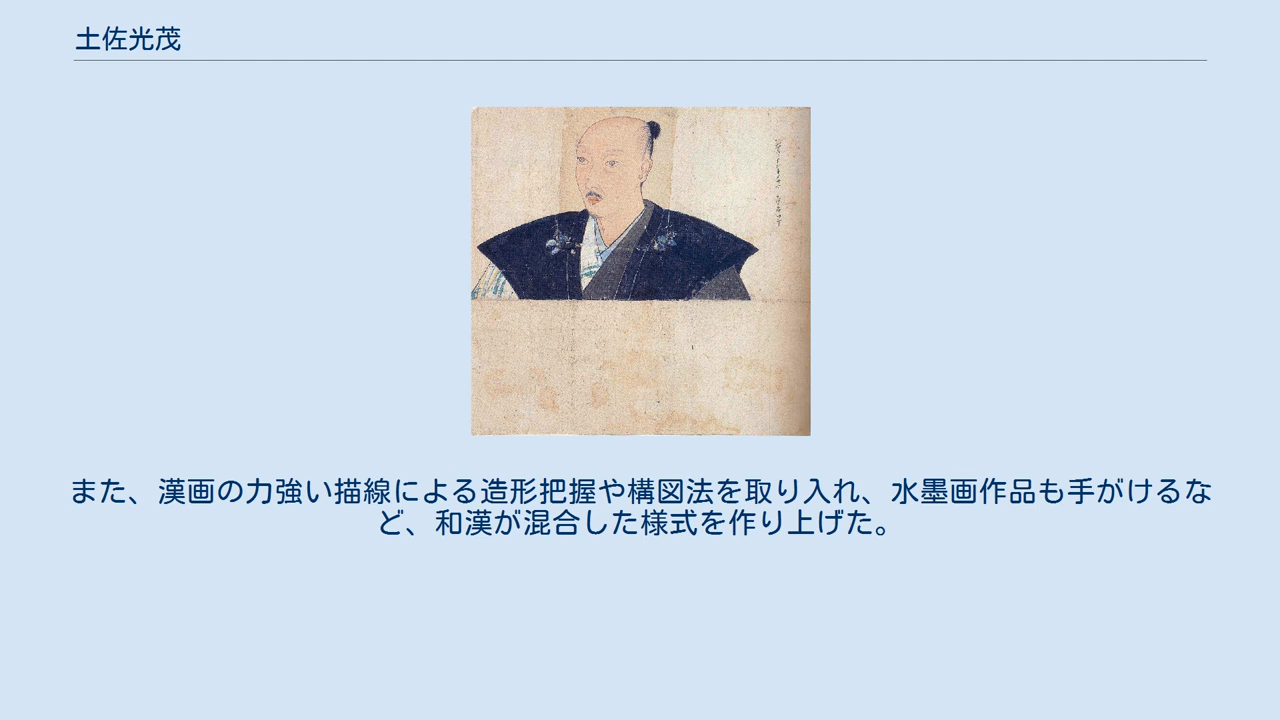 土佐光茂
また、漢画の力強い描線による造形把握や構図法を取り入れ、水墨画作品も手がけるな
ど、和漢が混合した様式を作り上げた。